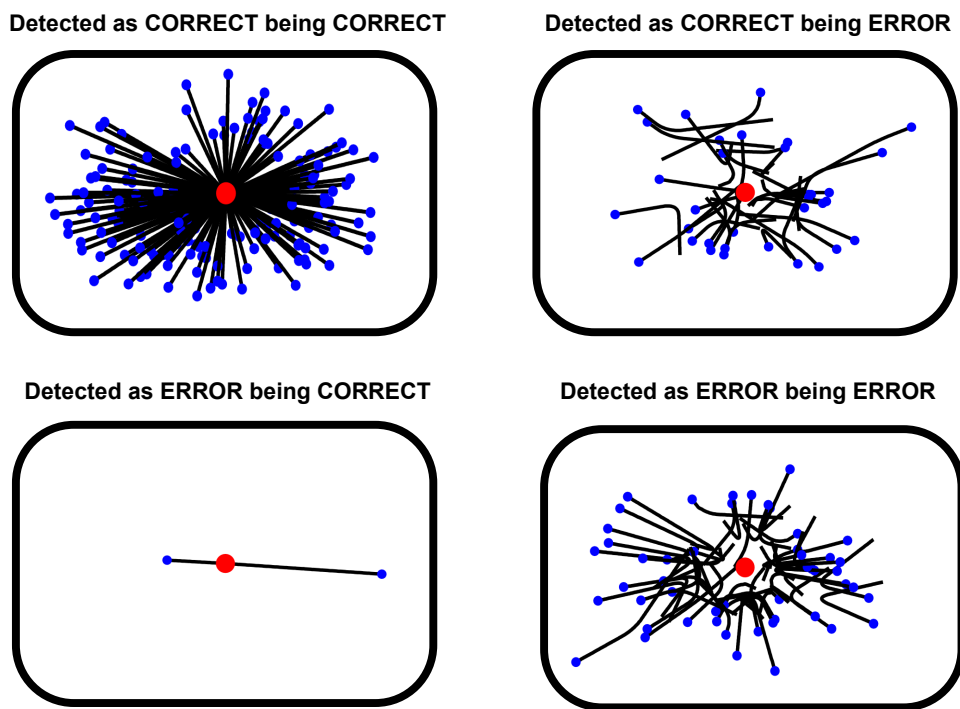 Detected as CORRECT being CORRECT
Detected as CORRECT being ERROR
Detected as ERROR being CORRECT
Detected as ERROR being ERROR